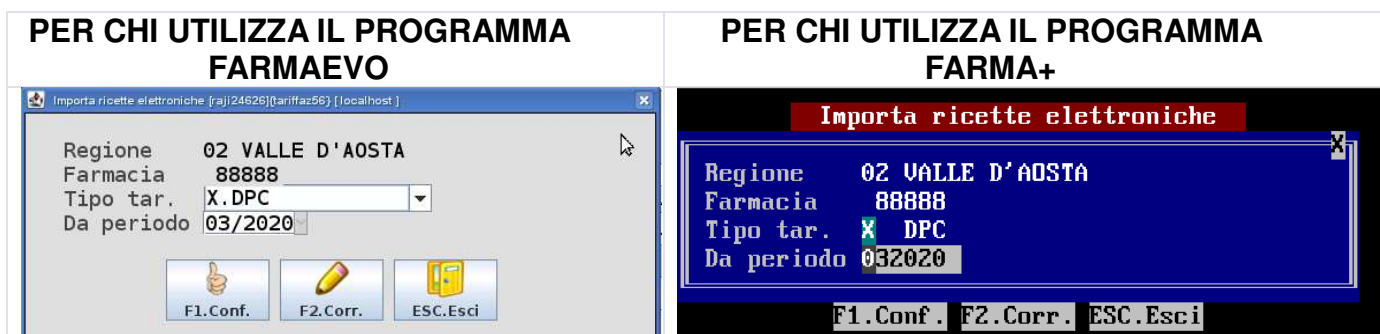 PER CHI UTILIZZA IL PROGRAMMA
FARMAEVO
Importa ricette elettroniche [raji24626]{tariffaz56} [localhost]
Regione 02 VALLE D'AOSTA
Farmacia 88888
Tipo tar. X.DPC
Da periodo 03/2020
F1.Conf. F2.Corr. ESC.Esci
PER CHI UTILIZZA IL PROGRAMMA
FARMA+
Importa ricette elettroniche
X
Regione 02 VALLE D'AOSTA
Farmacia 88888
Tipo tar. X DPC
Da periodo 032020
F1.Conf. F2.Corr. ESC.Esci